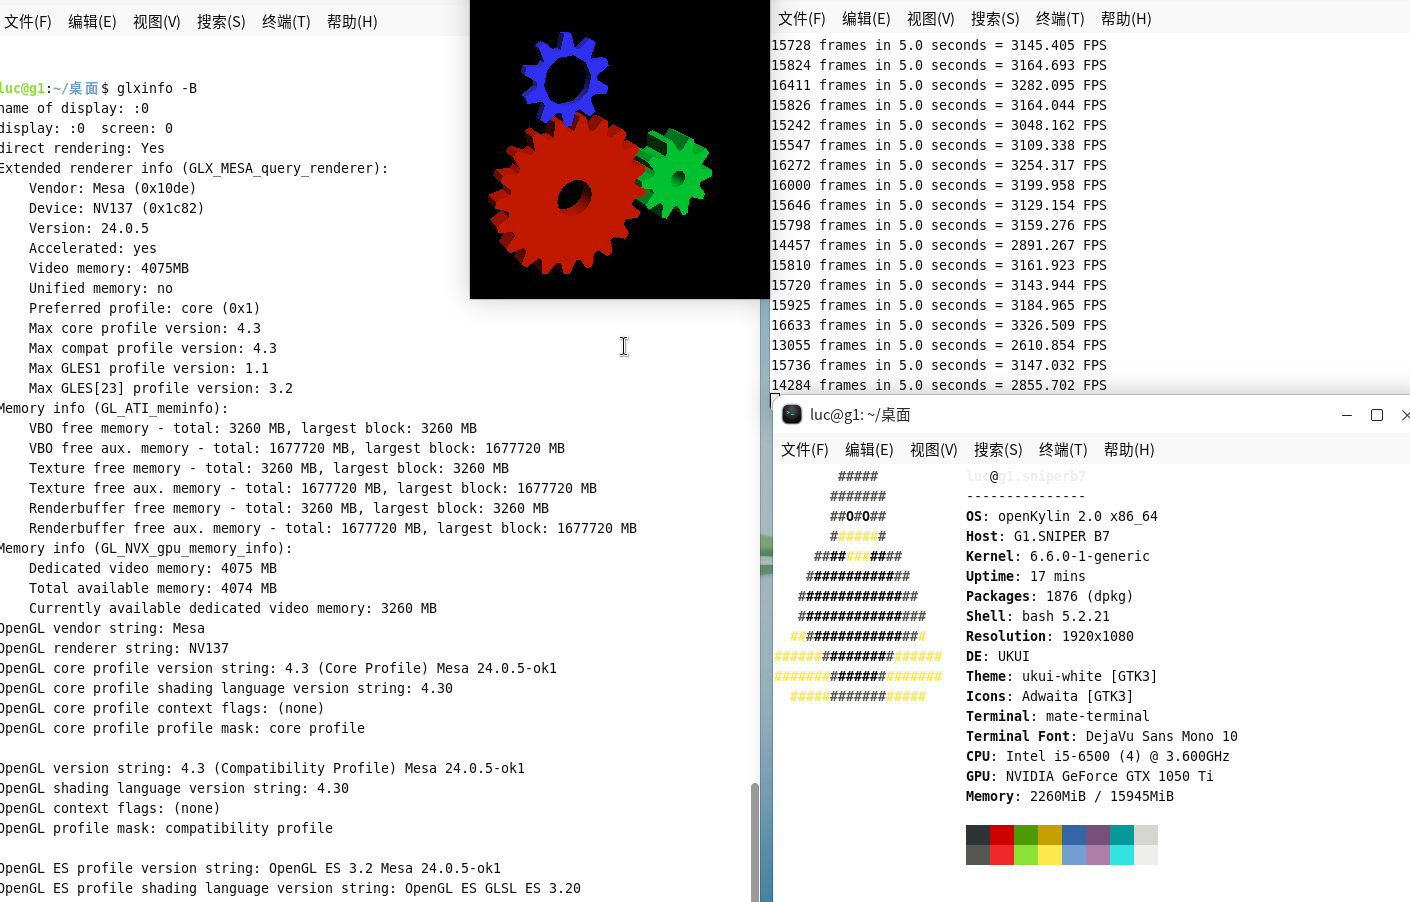 文件(F) 编辑(E) 视图(V) 搜索(S) 终端(T) 帮助(H)
luc@g1:~/桌面$ glxinfo -B
name of display: :0
display: :0  screen: 0
direct rendering: Yes
Extended renderer info (GLX_MESA_query_renderer):
    Vendor: Mesa (0x10de)
    Device: NV137 (0x1c82)
    Version: 24.0.5
    Accelerated: yes
    Video memory: 4075MB
    Unified memory: no
    Preferred profile: core (0x1)
    Max core profile version: 4.3
    Max compat profile version: 4.3
    Max GLES1 profile version: 1.1
    Max GLES[23] profile version: 3.2
Memory info (GL_ATI_meminfo):
    VBO free memory - total: 3260 MB, largest block: 3260 MB
    VBO free aux. memory - total: 1677720 MB, largest block: 1677720 MB
    Texture free memory - total: 3260 MB, largest block: 3260 MB
    Texture free aux. memory - total: 1677720 MB, largest block: 1677720 MB
    Renderbuffer free memory - total: 3260 MB, largest block: 3260 MB
    Renderbuffer free aux. memory - total: 1677720 MB, largest block: 1677720 MB
Memory info (GL_NVX_gpu_memory_info):
    Dedicated video memory: 4075 MB
    Total available memory: 4074 MB
    Currently available dedicated video memory: 3260 MB
OpenGL vendor string: Mesa
OpenGL renderer string: NV137
OpenGL core profile version string: 4.3 (Core Profile) Mesa 24.0.5-ok1
OpenGL core profile shading language version string: 4.30
OpenGL core profile context flags: (none)
OpenGL core profile profile mask: core profile
OpenGL version string: 4.3 (Compatibility Profile) Mesa 24.0.5-ok1
OpenGL shading language version string: 4.30
OpenGL context flags: (none)
OpenGL profile mask: compatibility profile
OpenGL ES profile version string: OpenGL ES 3.2 Mesa 24.0.5-ok1
OpenGL ES profile shading language version string: OpenGL ES GLSL ES 3.20
文件(F) 编辑(E) 视图(V) 搜索(S) 终端(T) 帮助(H)
15728 frames in 5.0 seconds = 3145.405 FPS
15824 frames in 5.0 seconds = 3164.693 FPS
16411 frames in 5.0 seconds = 3282.095 FPS
15826 frames in 5.0 seconds = 3164.044 FPS
15242 frames in 5.0 seconds = 3048.162 FPS
15547 frames in 5.0 seconds = 3109.338 FPS
16272 frames in 5.0 seconds = 3254.317 FPS
16000 frames in 5.0 seconds = 3199.958 FPS
15646 frames in 5.0 seconds = 3129.154 FPS
15798 frames in 5.0 seconds = 3159.276 FPS
14457 frames in 5.0 seconds = 2891.267 FPS
15810 frames in 5.0 seconds = 3161.923 FPS
15720 frames in 5.0 seconds = 3143.944 FPS
15925 frames in 5.0 seconds = 3184.965 FPS
16633 frames in 5.0 seconds = 3326.509 FPS
13055 frames in 5.0 seconds = 2610.854 FPS
15736 frames in 5.0 seconds = 3147.032 FPS
14284 frames in 5.0 seconds = 2855.702 FPS
luc@g1: ~/桌面
文件(F) 编辑(E) 视图(V) 搜索(S) 终端(T) 帮助(H)
        #####           luc@g1.sniperb7
       #######          ---------------
       ##O#O##          OS: openKylin 2.0 x86_64
       #######          Host: G1.SNIPER B7
     ###########        Kernel: 6.6.0-1-generic
    #############       Uptime: 17 mins
   ###############      Packages: 1876 (dpkg)
   ################     Shell: bash 5.2.21
  #################     Resolution: 1920x1080
#####################   DE: UKUI
#####################   Theme: ukui-white [GTK3]
  #################     Icons: Adwaita [GTK3]
Terminal: mate-terminal
Terminal Font: DejaVu Sans Mono 10
CPU: Intel i5-6500 (4) @ 3.600GHz
GPU: NVIDIA GeForce GTX 1050 Ti
Memory: 2260MiB / 15945MiB